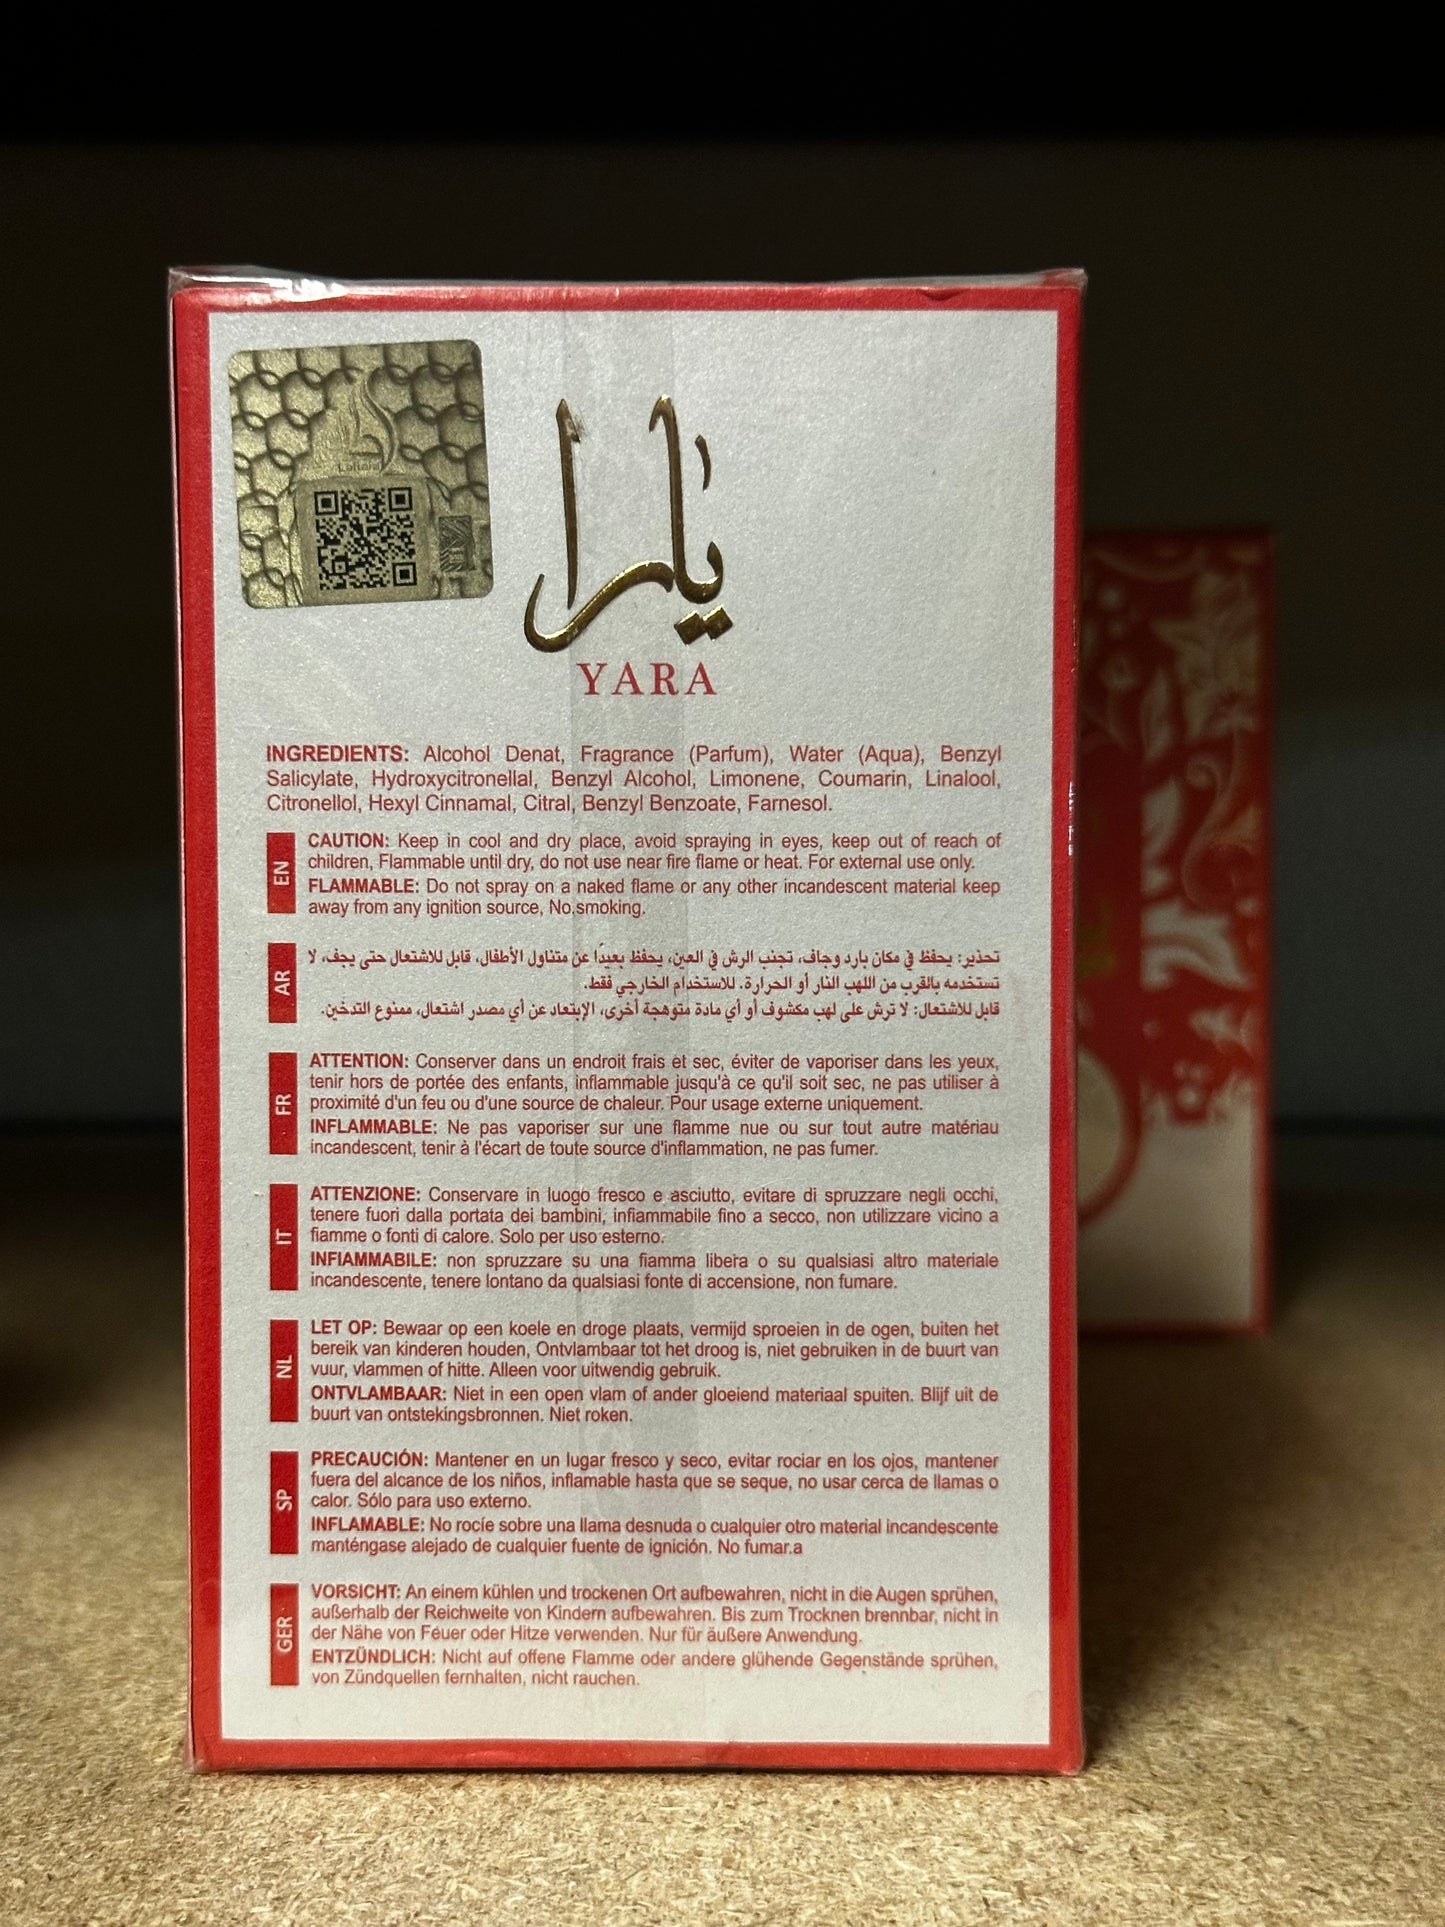 Lattafa
يارا
YARA
INGREDIENTS: Alcohol Denat, Fragrance (Parfum), Water (Aqua), Benzyl
Salicylate, Hydroxycitronellal, Benzyl Alcohol, Limonene, Coumarin, Linalool,
Citronellol, Hexyl Cinnamal, Citral, Benzyl Benzoate, Farnesol.
EN
CAUTION: Keep in cool and dry place, avoid spraying in eyes, keep out of reach of
children, Flammable until dry, do not use near fire flame or heat. For external use only.
FLAMMABLE: Do not spray on a naked flame or any other incandescent material keep
away from any ignition source, No smoking.
AR
تحذير: يحفظ في مكان بارد وجاف، تجنب الرش في العين، يحفظ بعيدًا عن متناول الأطفال، قابل للاشتعال حتى يجف، لا
تستخدمه بالقرب من اللهب النار أو الحرارة. للاستخدام الخارجي فقط.
قابل للاشتعال: لا ترش على لهب مكشوف أو أي مادة متوهجة أخرى، الإبتعاد عن أي مصدر اشتعال، ممنوع التدخين.
FR
ATTENTION: Conserver dans un endroit frais et sec, éviter de vaporiser dans les yeux,
tenir hors de portée des enfants, inflammable jusqu'à ce qu'il soit sec, ne pas utiliser à
proximité d'un feu ou d'une source de chaleur. Pour usage externe uniquement.
INFLAMMABLE: Ne pas vaporiser sur une flamme nue ou sur tout autre matériau
incandescent, tenir à l'écart de toute source d'inflammation, ne pas fumer.
IT
ATTENZIONE: Conservare in luogo fresco e asciutto, evitare di spruzzare negli occhi,
tenere fuori dalla portata dei bambini, infiammabile fino a secco, non utilizzare vicino a
fiamme o fonti di calore. Solo per uso esterno.
INFIAMMABILE: non spruzzare su una fiamma libera o su qualsiasi altro materiale
incandescente, tenere lontano da qualsiasi fonte di accensione, non fumare.
NL
LET OP: Bewaar op een koele en droge plaats, vermijd sproeien in de ogen, buiten het
bereik van kinderen houden, Ontvlambaar tot het droog is, niet gebruiken in de buurt van
vuur, vlammen of hitte. Alleen voor uitwendig gebruik.
ONTVLAMBAAR: Niet in een open vlam of ander gloeiend materiaal spuiten. Blijf uit de
buurt van ontstekingsbronnen. Niet roken.
SP
PRECAUCIÓN: Mantener en un lugar fresco y seco, evitar rociar en los ojos, mantener
fuera del alcance de los niños, inflamable hasta que se seque, no usar cerca de llamas o
calor. Sólo para uso externo.
INFLAMABLE: No rocíe sobre una llama desnuda o cualquier otro material incandescente
manténgase alejado de cualquier fuente de ignición. No fumar.a
GER
VORSICHT: An einem kühlen und trockenen Ort aufbewahren, nicht in die Augen sprühen,
außerhalb der Reichweite von Kindern aufbewahren. Bis zum Trocknen brennbar, nicht in
der Nähe von Feuer oder Hitze verwenden. Nur für äußere Anwendung.
ENTZÜNDLICH: Nicht auf offene Flamme oder andere glühende Gegenstände sprühen,
von Zündquellen fernhalten, nicht rauchen.